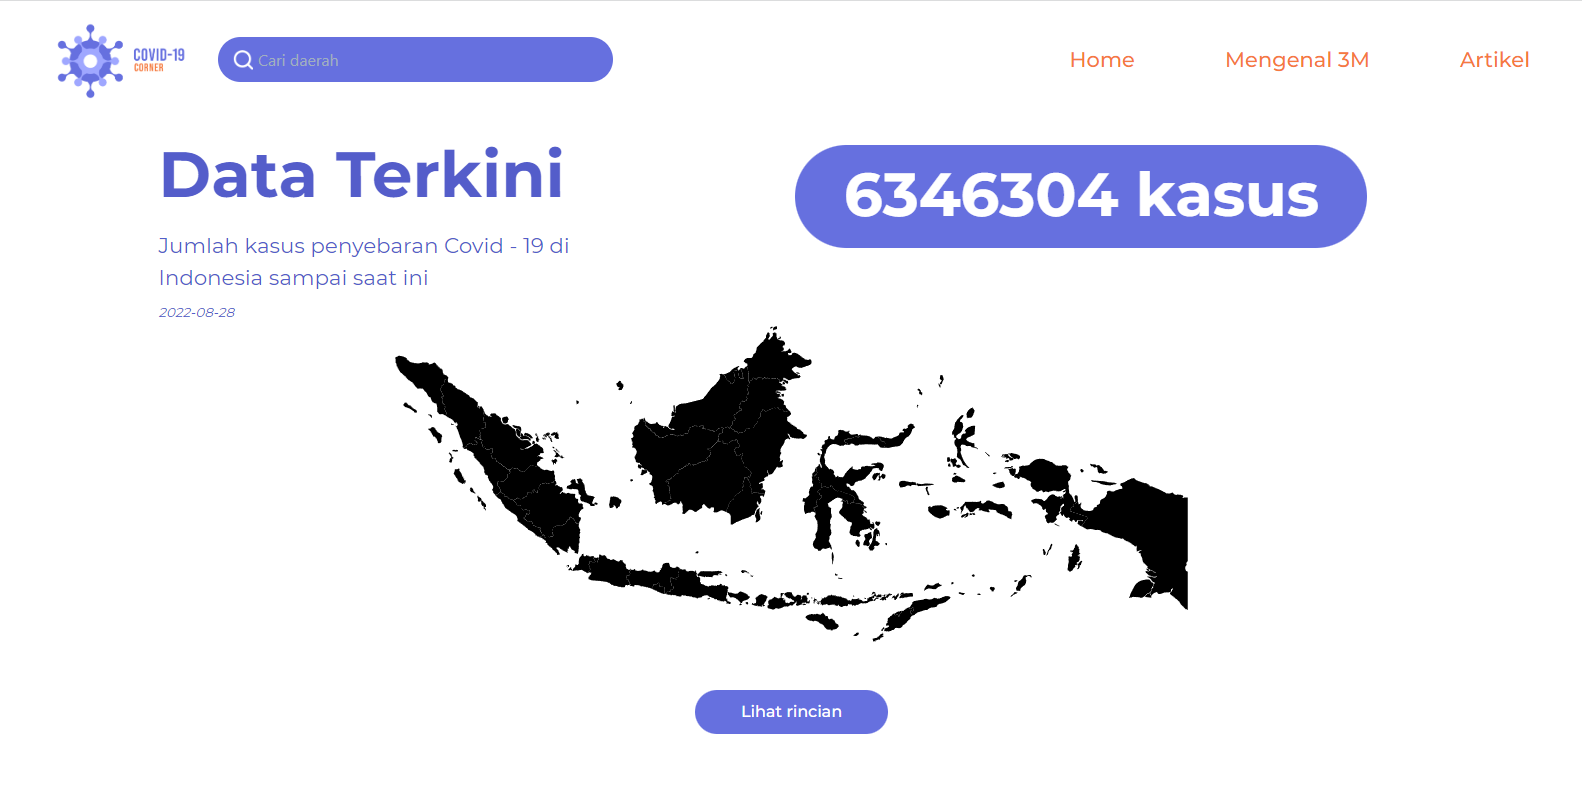 COVID-19
CORNER
Cari daerah
Home
Mengenal 3M
Artikel
Data Terkini
6346304 kasus
Jumlah kasus penyebaran Covid - 19 di
Indonesia sampai saat ini
2022-08-28
Lihat rincian